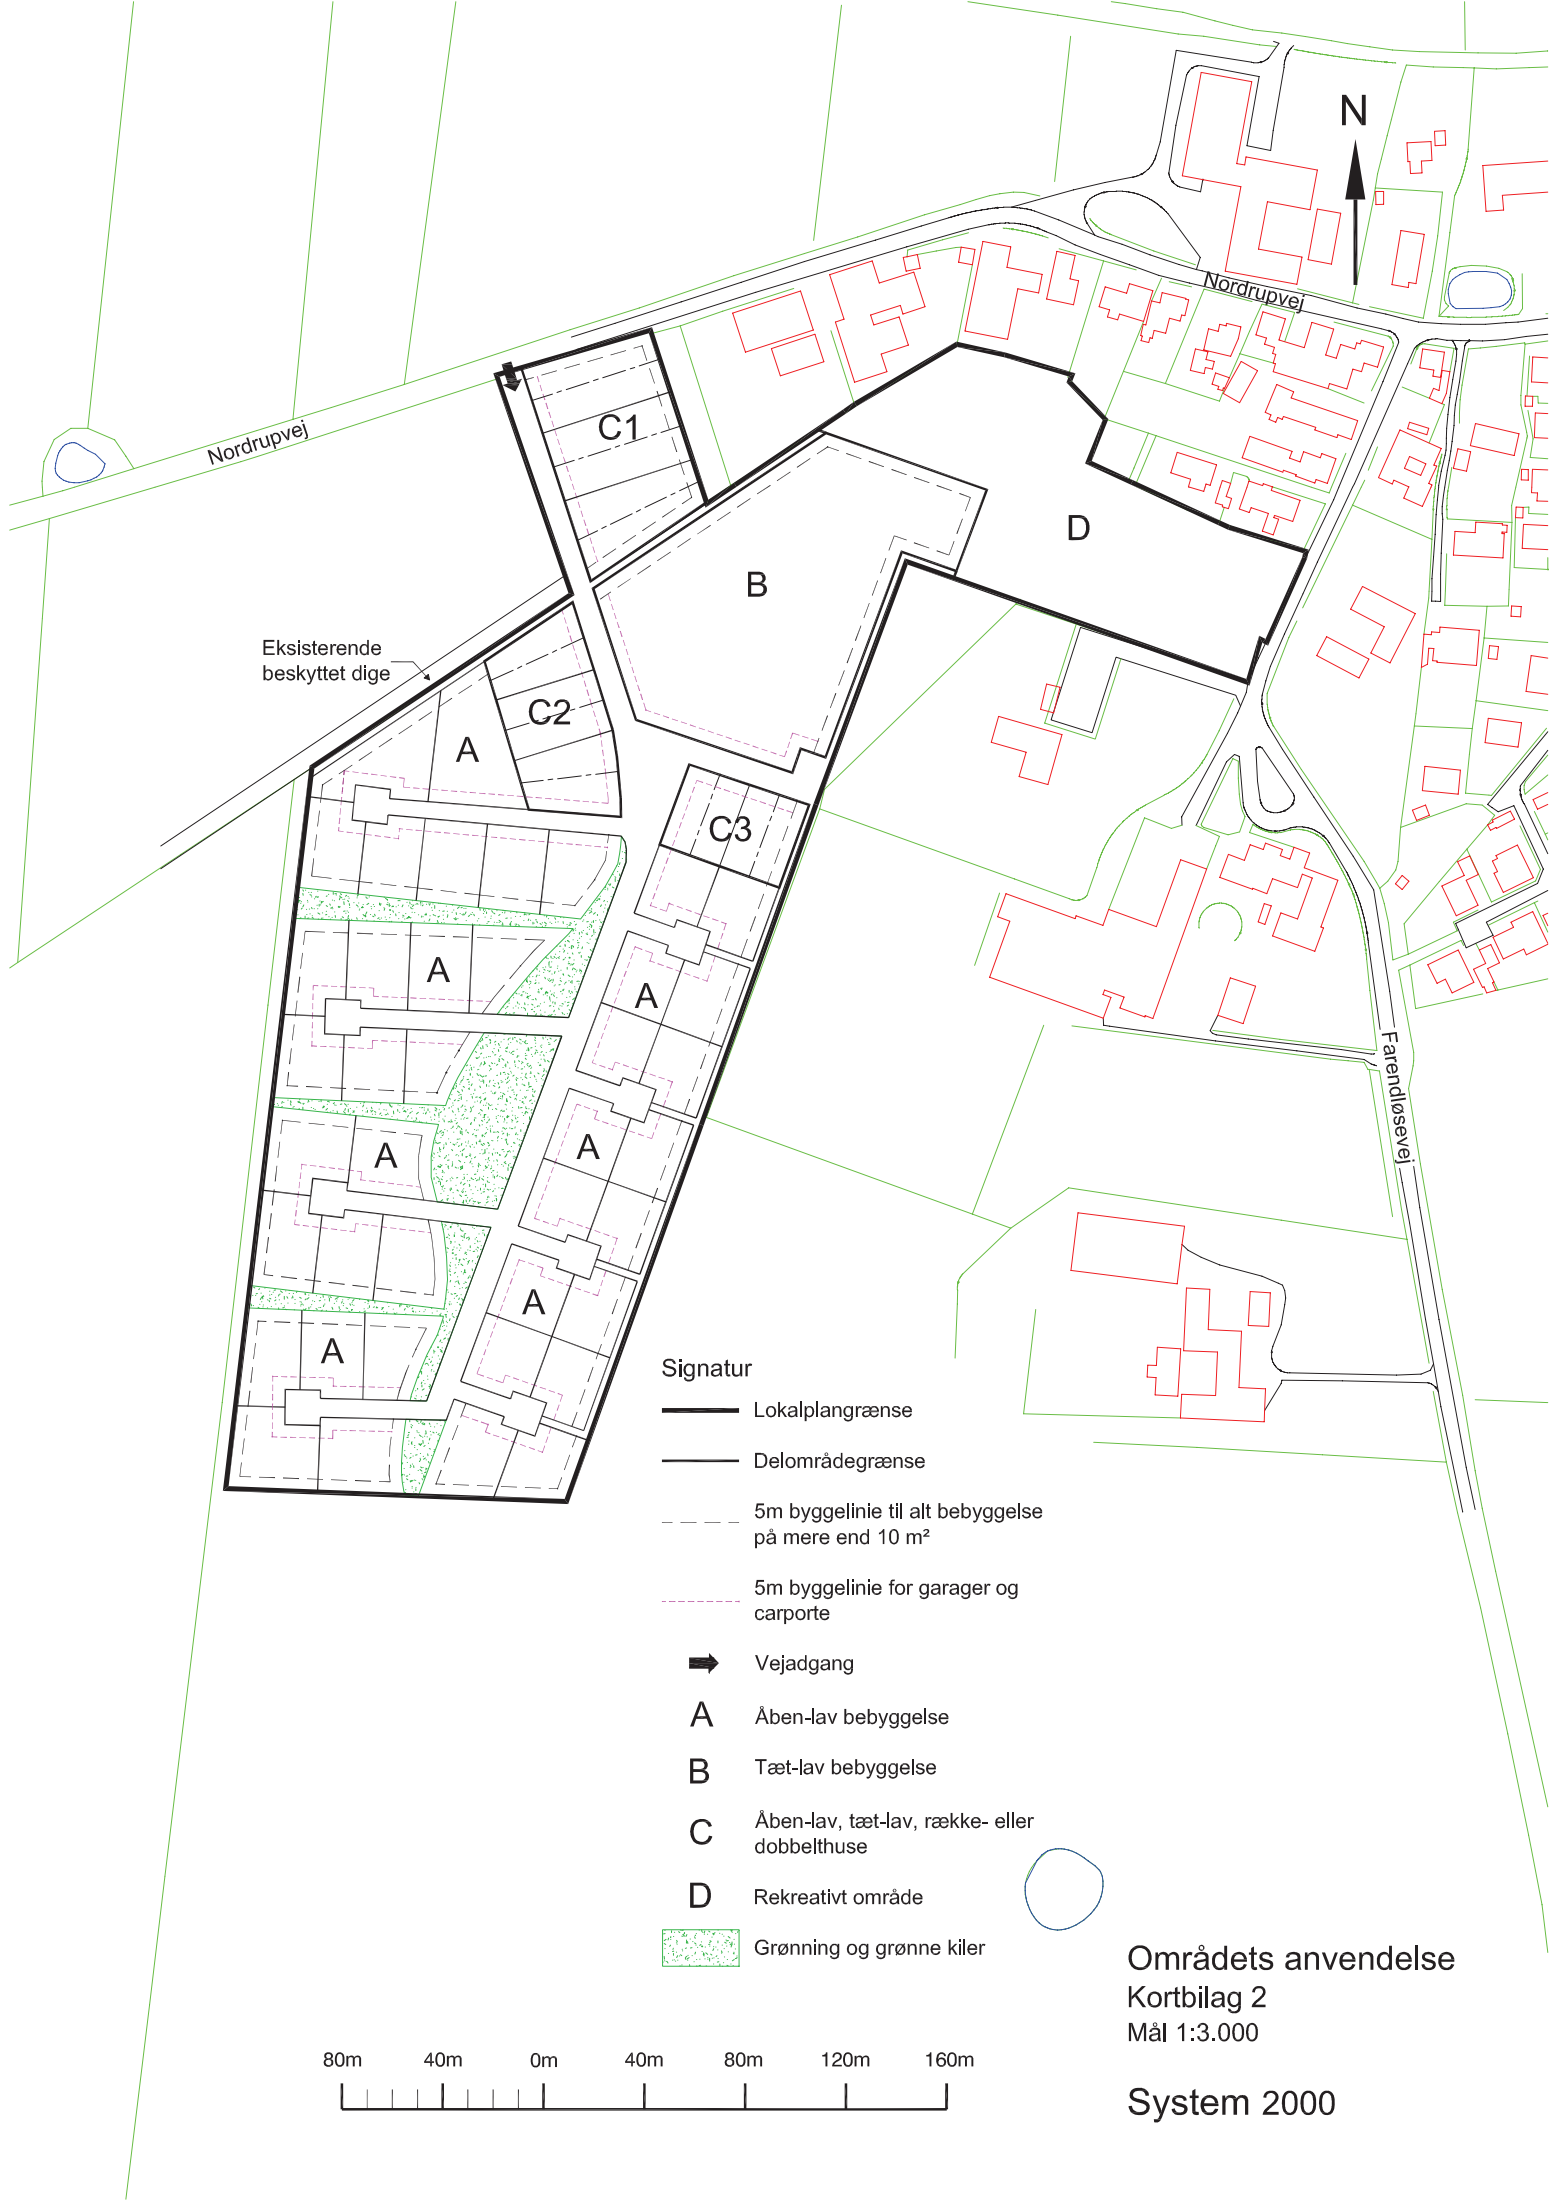 N
Nordrupvej
Nordrupvej
C1
D
B
Eksisterende
beskyttet dige
C2
A
C3
A
A
A
A
A
A
Farendløsevej
Signatur
Lokalplangrænse
Delområdegrænse
5m byggelinie til alt bebyggelse
på mere end 10 m²
5m byggelinie for garager og
carporte
Vejadgang
A Åben-lav bebyggelse
B Tæt-lav bebyggelse
C Åben-lav, tæt-lav, række- eller
dobbelthuse
D Rekreativt område
Grønning og grønne kiler
Områdets anvendelse
Kortbilag 2
Mål 1:3.000
System 2000
80m 40m 0m 40m 80m 120m 160m